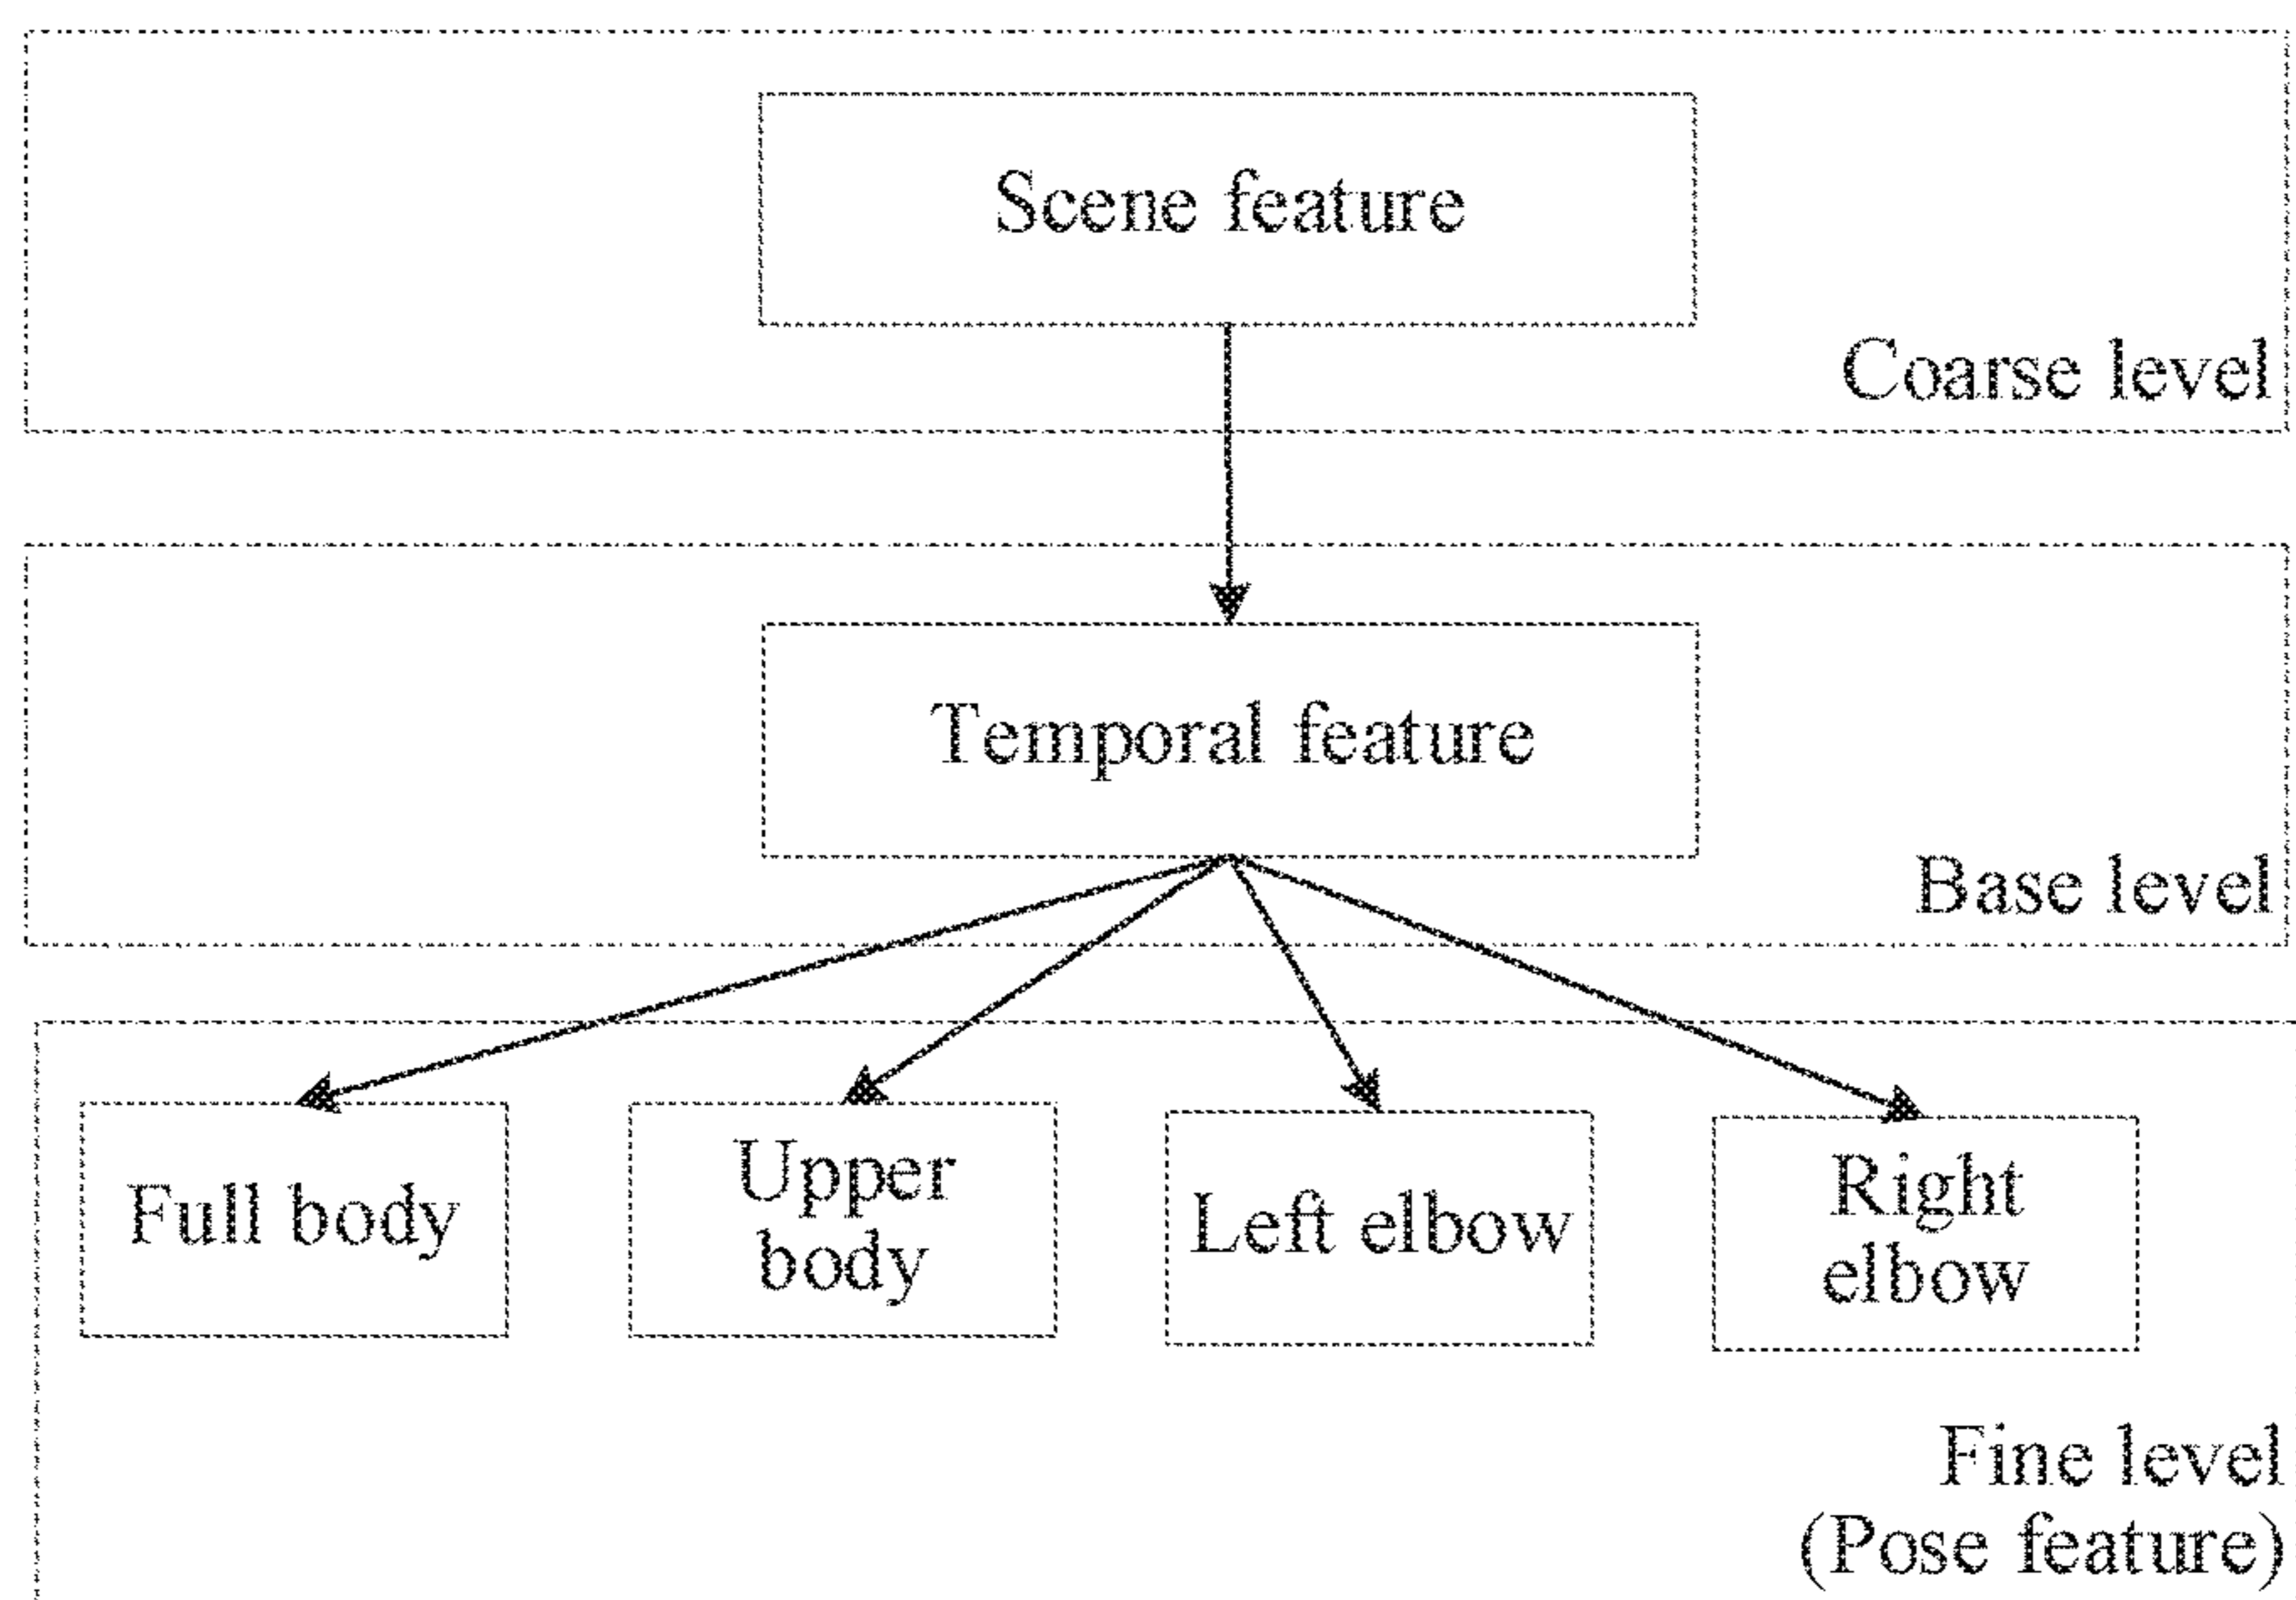 Scene feature
Coarse level
Temporal feature
Base level
Full body
Upper
body
Left elbow
Right
elbow
Fine level
(Pose feature)